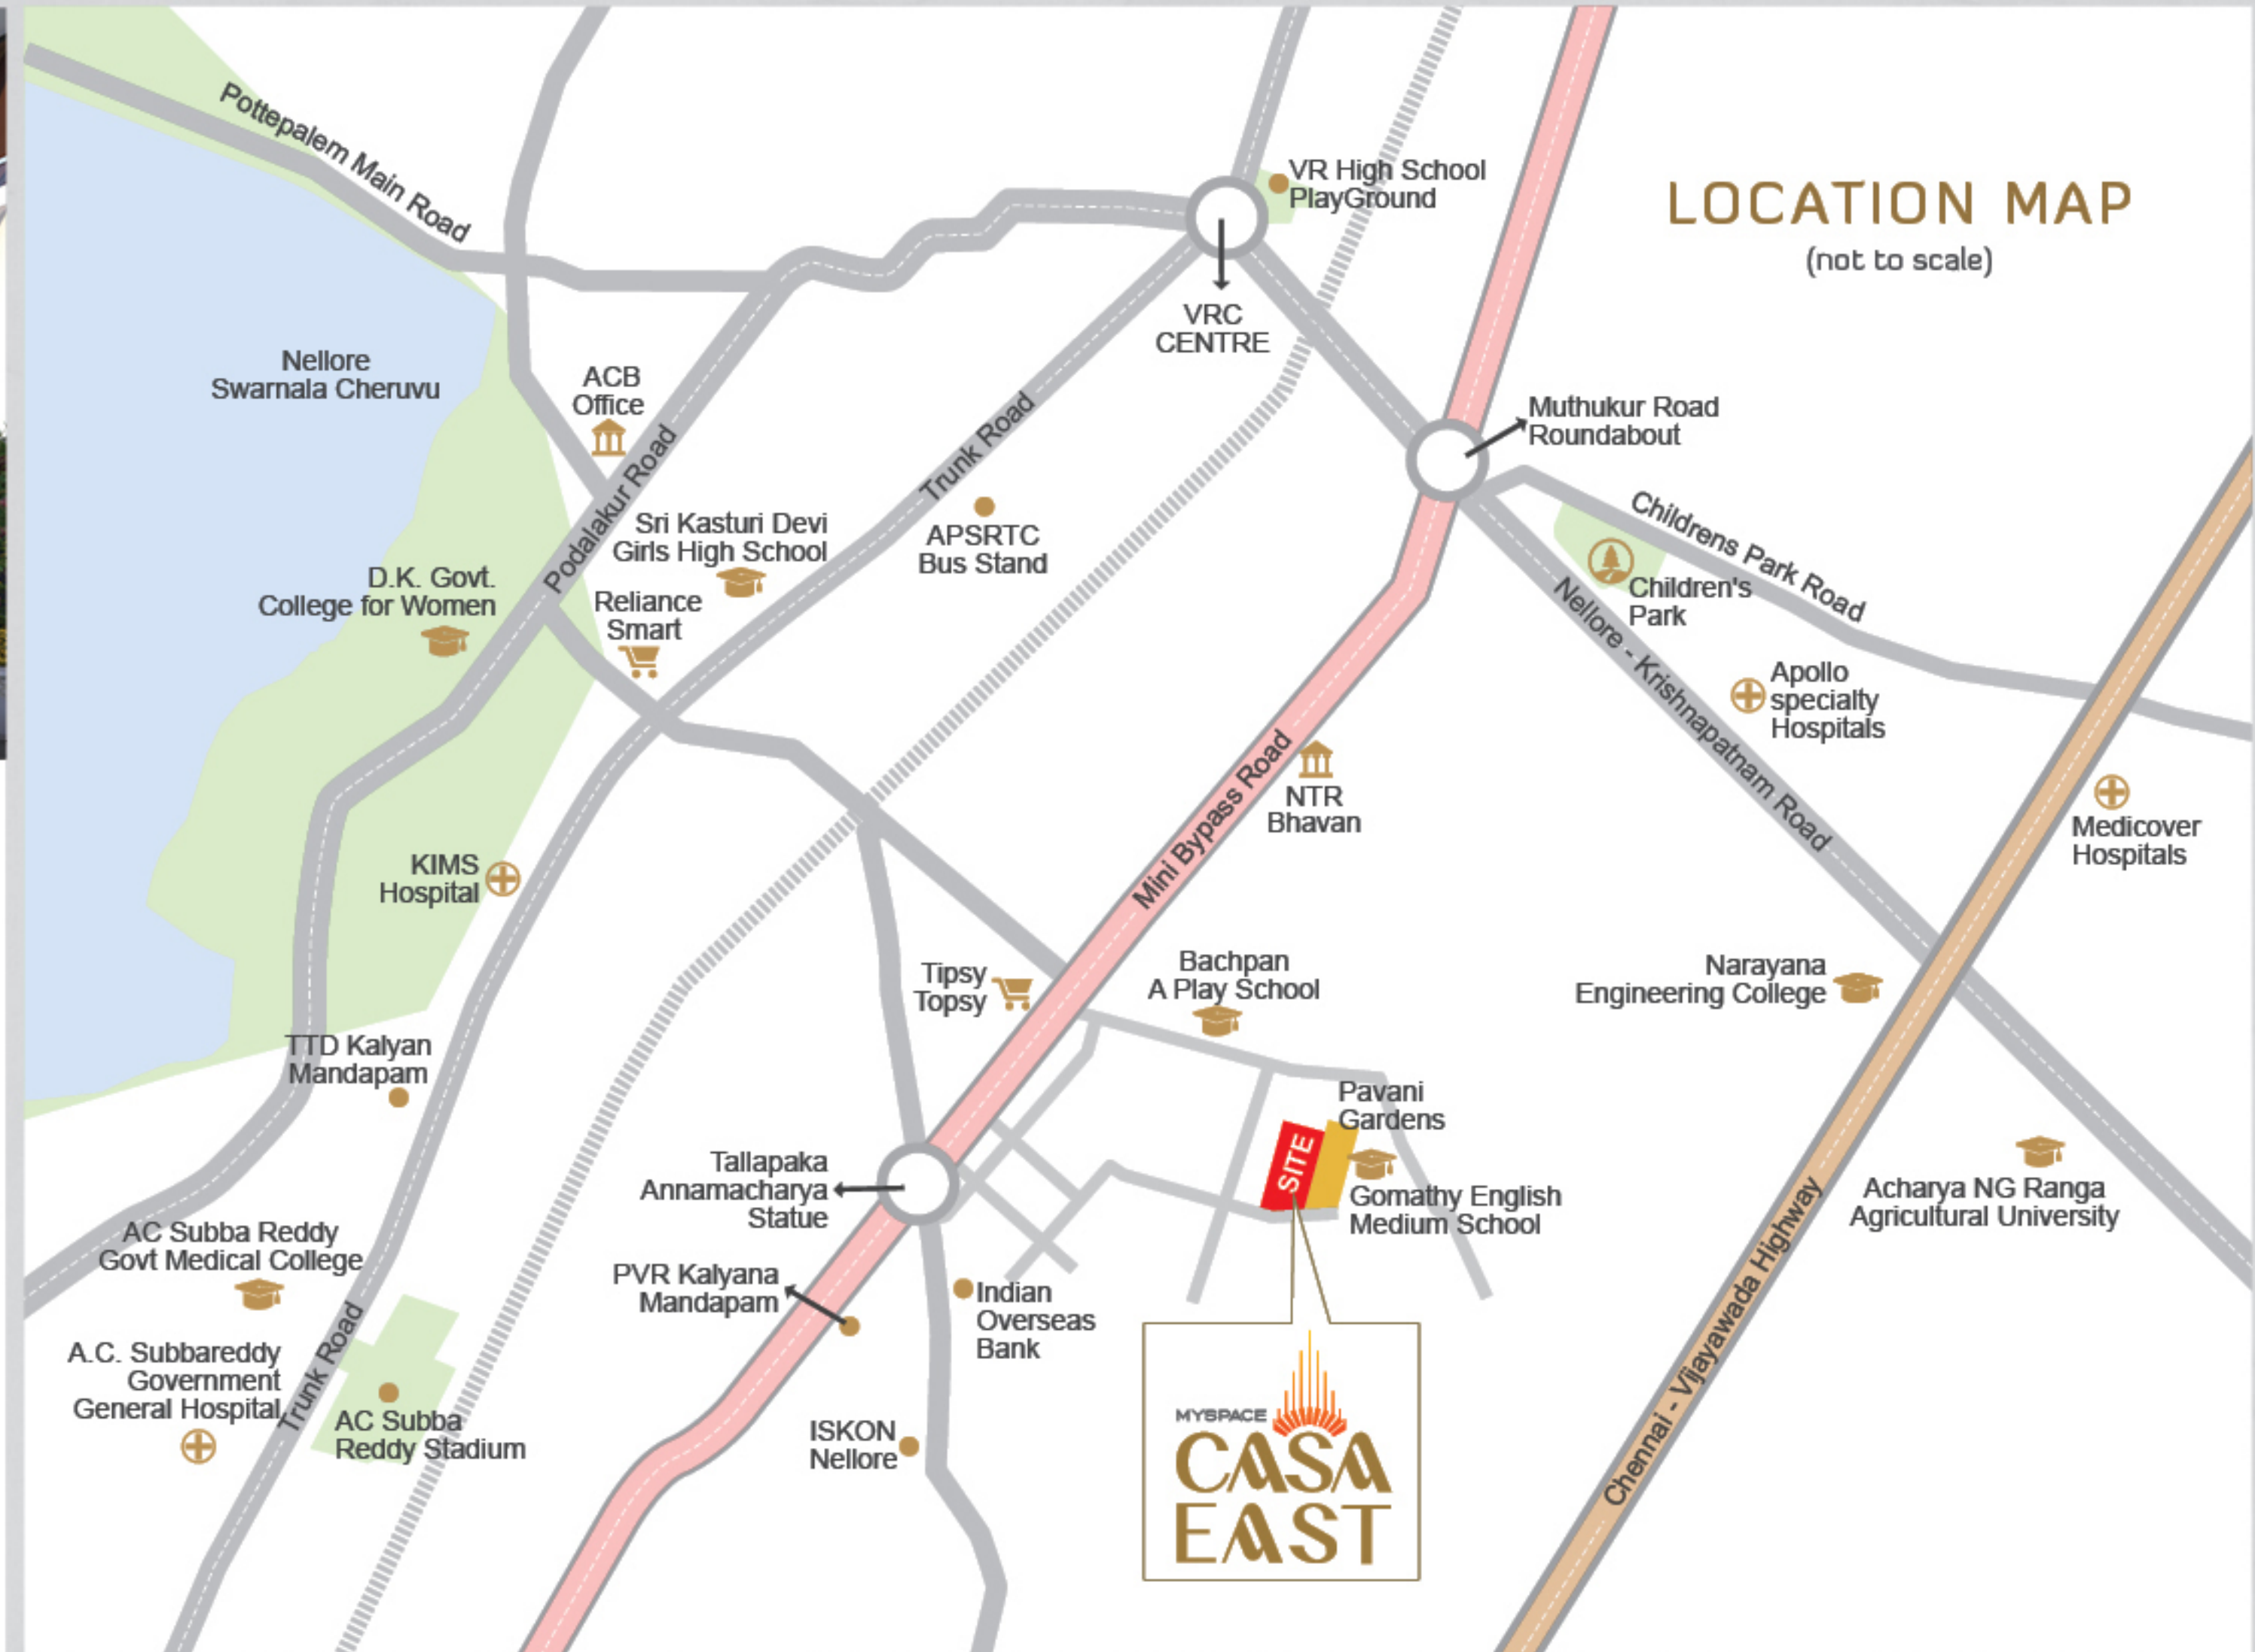 LOCATION MAP
(not to scale)
Pottepalem Main Road
VR High School
PlayGround
VRC
CENTRE
Nellore
Swarnala Cheruvu
ACB
Office
Podalakur Road
Trunk Road
Muthukur Road
Roundabout
Childrens Park Road
Children's
Park
Sri Kasturi Devi
Girls High School
APSRTC
Bus Stand
D.K. Govt.
College for Women
Reliance
Smart
Nellore - Krishnapatnam Road
Apollo
specialty
Hospitals
Mini Bypass Road
NTR
Bhavan
Medicover
Hospitals
KIMS
Hospital
Tipsy
Topsy
Bachpan
A Play School
Narayana
Engineering College
TTD Kalyan
Mandapam
Pavani
Gardens
SITE
Tallapaka
Annamacharya
Statue
Gomathy English
Medium School
Acharya NG Ranga
Agricultural University
AC Subba Reddy
Govt Medical College
PVR Kalyana
Mandapam
Indian
Overseas
Bank
Chennai - Vijayawada Highway
A.C. Subbareddy
Government
General Hospital
Trunk Road
AC Subba
Reddy Stadium
ISKON
Nellore
MYSPACE
CASA
EAST